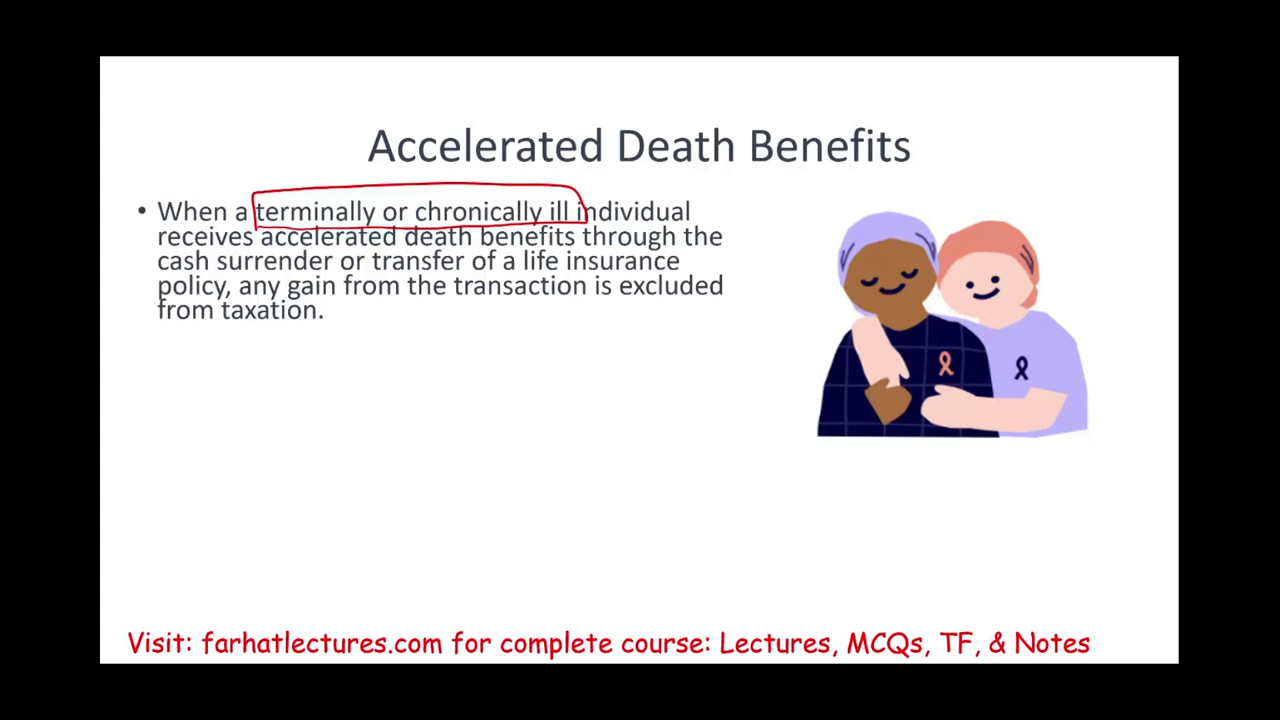 Accelerated Death Benefits
• When a terminally or chronically ill individual
receives accelerated death benefits through the
cash surrender or transfer of a life insurance
policy, any gain from the transaction is excluded
from taxation.
Visit: farhatlectures.com for complete course: Lectures, MCQs, TF, & Notes